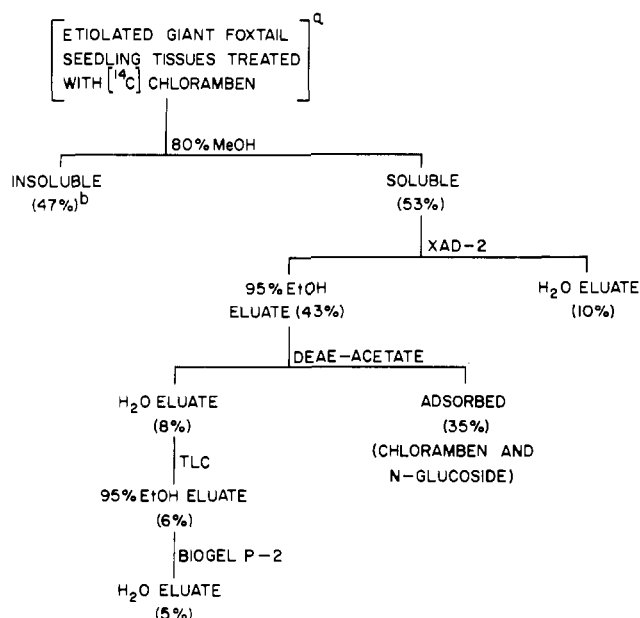 [ETIOLATED GIANT FOXTAIL
SEEDLING TISSUES TREATED
WITH [¹⁴C] CHLORAMBEN]ᵃ
80% MeOH
INSOLUBLE
(47%)ᵇ
SOLUBLE
(53%)
XAD-2
95% EtOH
ELUATE (43%)
H₂O ELUATE
(10%)
DEAE-ACETATE
H₂O ELUATE
(8%)
ADSORBED
(35%)
(CHLORAMBEN AND
N-GLUCOSIDE)
TLC
95% EtOH ELUATE
(6%)
BIOGEL P-2
H₂O ELUATE
(5%)